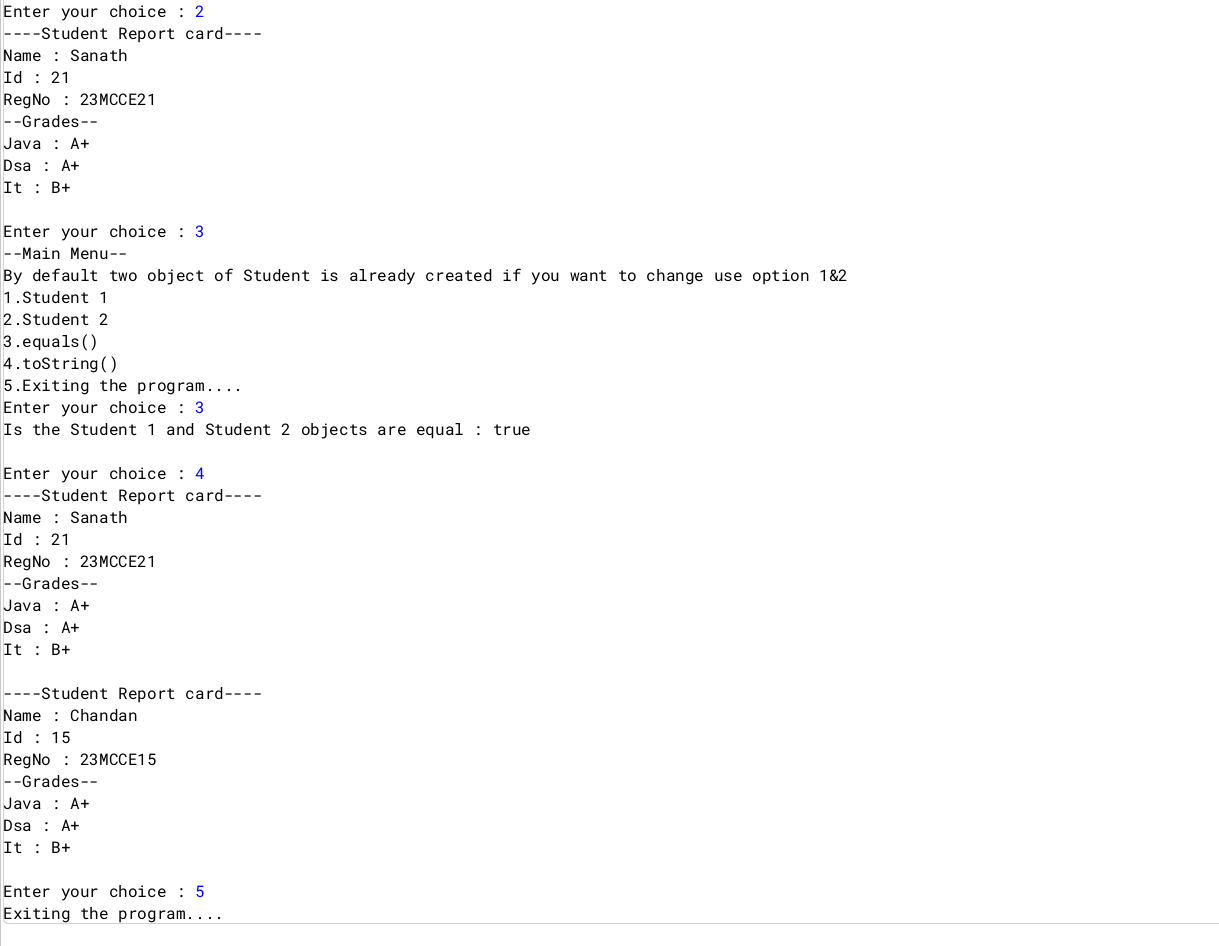 Enter your choice : 2
----Student Report card----
Name : Sanath
Id : 21
RegNo : 23MCCE21
--Grades--
Java : A+
Dsa : A+
It : B+
Enter your choice : 3
--Main Menu--
By default two object of Student is already created if you want to change use option 1&2
1.Student 1
2.Student 2
3.equals()
4.toString()
5.Exiting the program....
Enter your choice : 3
Is the Student 1 and Student 2 objects are equal : true
Enter your choice : 4
----Student Report card----
Name : Sanath
Id : 21
RegNo : 23MCCE21
--Grades--
Java : A+
Dsa : A+
It : B+
----Student Report card----
Name : Chandan
Id : 15
RegNo : 23MCCE15
--Grades--
Java : A+
Dsa : A+
It : B+
Enter your choice : 5
Exiting the program....